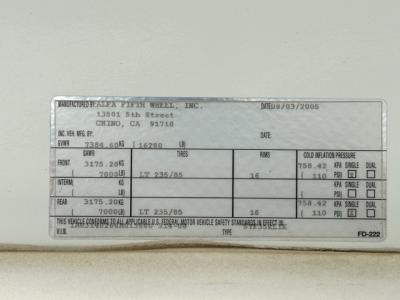 MANUFACTURED BY: ALFA FIFTH WHEEL, INC. DATE: 08/03/2005
13501 5th Street
CHINO, CA 91710
INC. VEH. MFG. BY: DATE:
GVWR 7384.60KG ( 16280 LB)
GAWR TIRES RIMS COLD INFLATION PRESSURE
FRONT 3175.20 KG 758.42 KPA SINGLE DUAL
( 7000 LB) LT 235/85 16 ( 110 PSI)
INTERM ( KG KPA SINGLE DUAL
( LB) ( PSI)
REAR 3175.20 KG 758.42 KPA SINGLE DUAL
( 7000 LB) LT 235/85 16 ( 110 PSI)
THIS VEHICLE CONFORMS TO ALL APPLICABLE U.S. FEDERAL MOTOR VEHICLE SAFETY STANDARDS IN EFFECT IN
V.I.N. TYPE FD-222